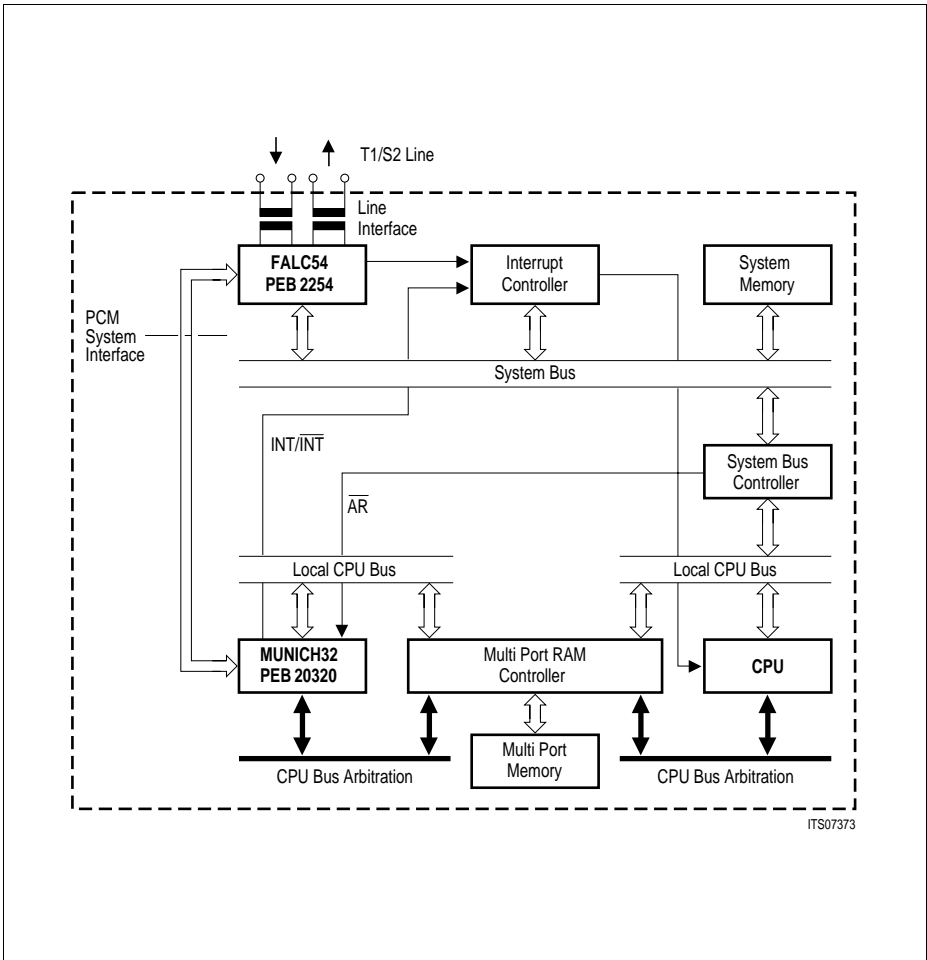 T1/S2 Line
Line
Interface
FALC54
PEB 2254
Interrupt
Controller
System
Memory
PCM
System
Interface
System Bus
INT/I̅N̅T̅
System Bus
Controller
A̅R̅
Local CPU Bus
Local CPU Bus
MUNICH32
PEB 20320
Multi Port RAM
Controller
CPU
Multi Port
Memory
CPU Bus Arbitration
CPU Bus Arbitration
ITS07373